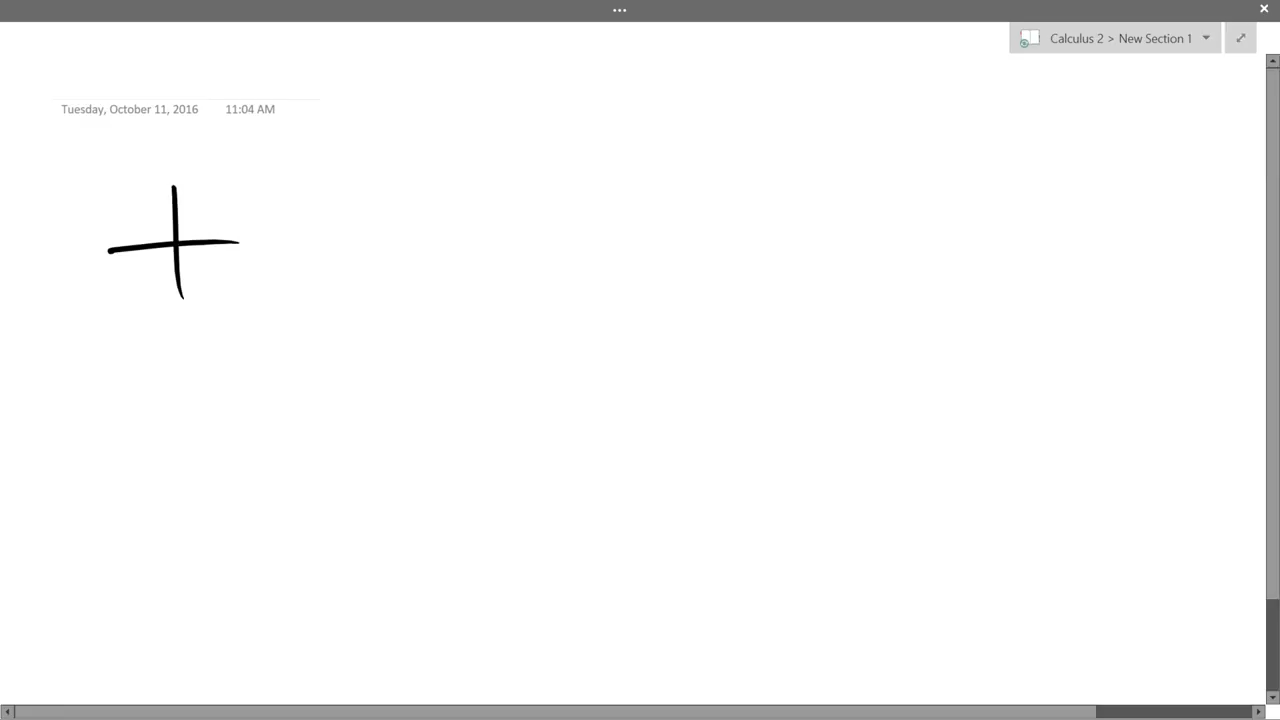 Calculus 2 > New Section 1
Tuesday, October 11, 2016 11:04 AM